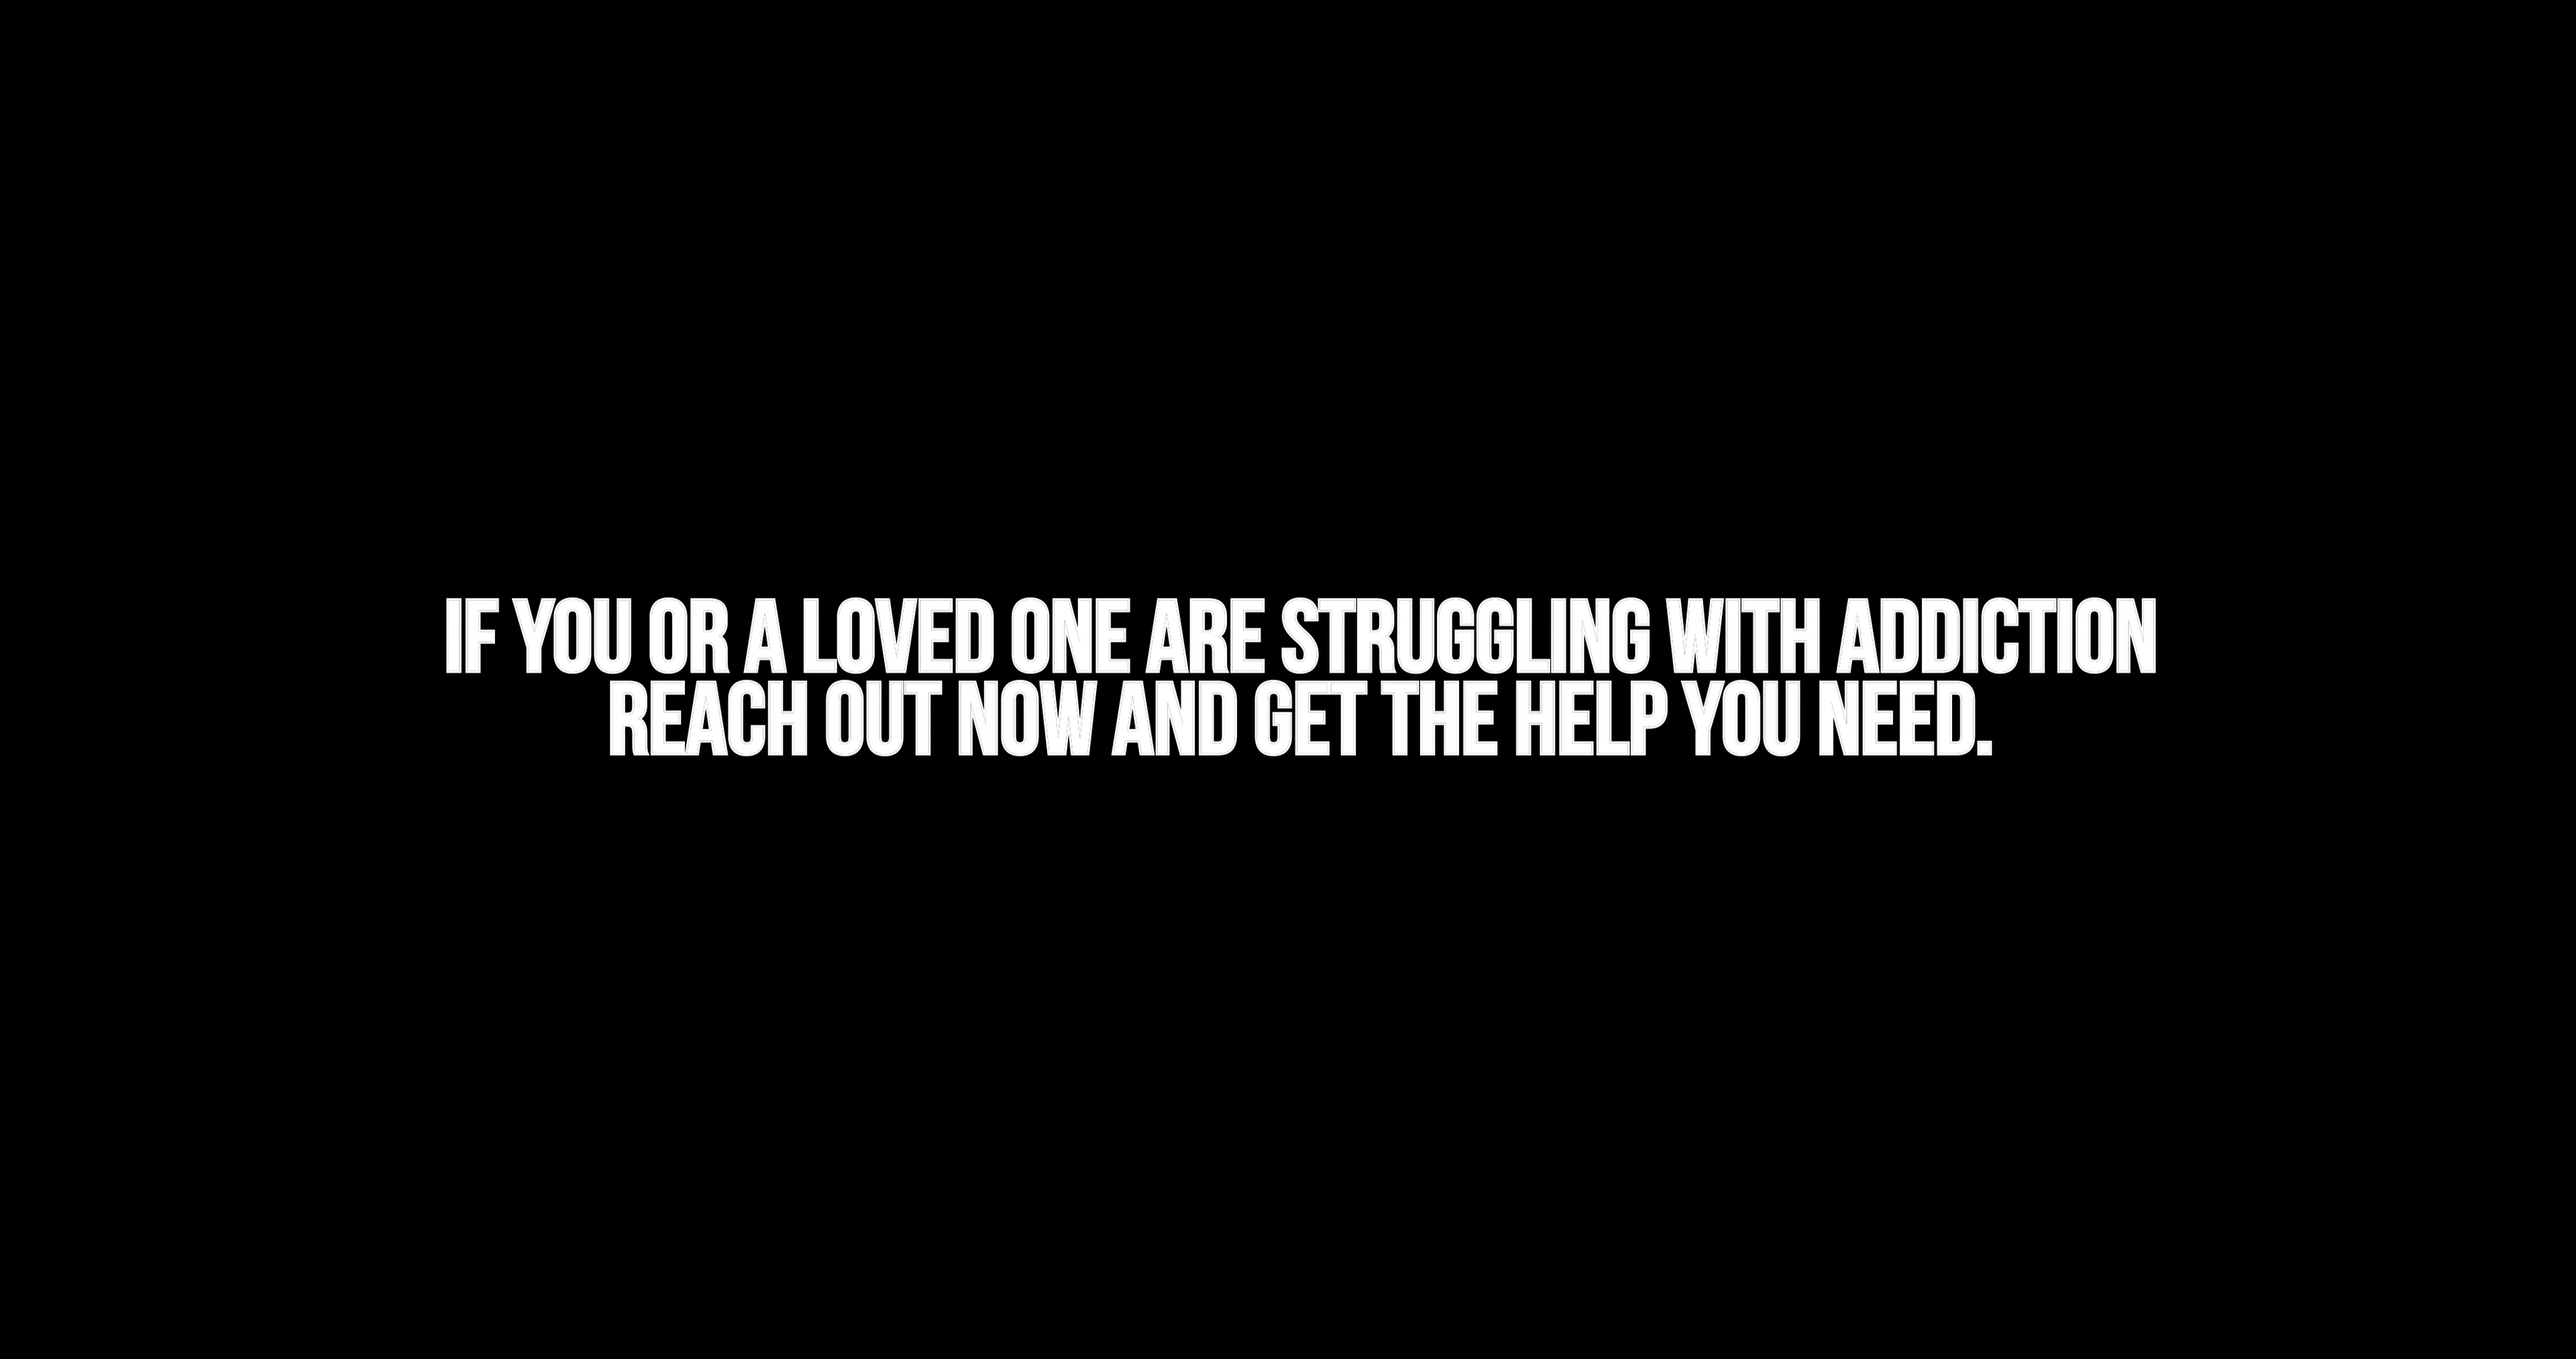 IF YOU OR A LOVED ONE ARE STRUGGLING WITH ADDICTION
REACH OUT NOW AND GET THE HELP YOU NEED.